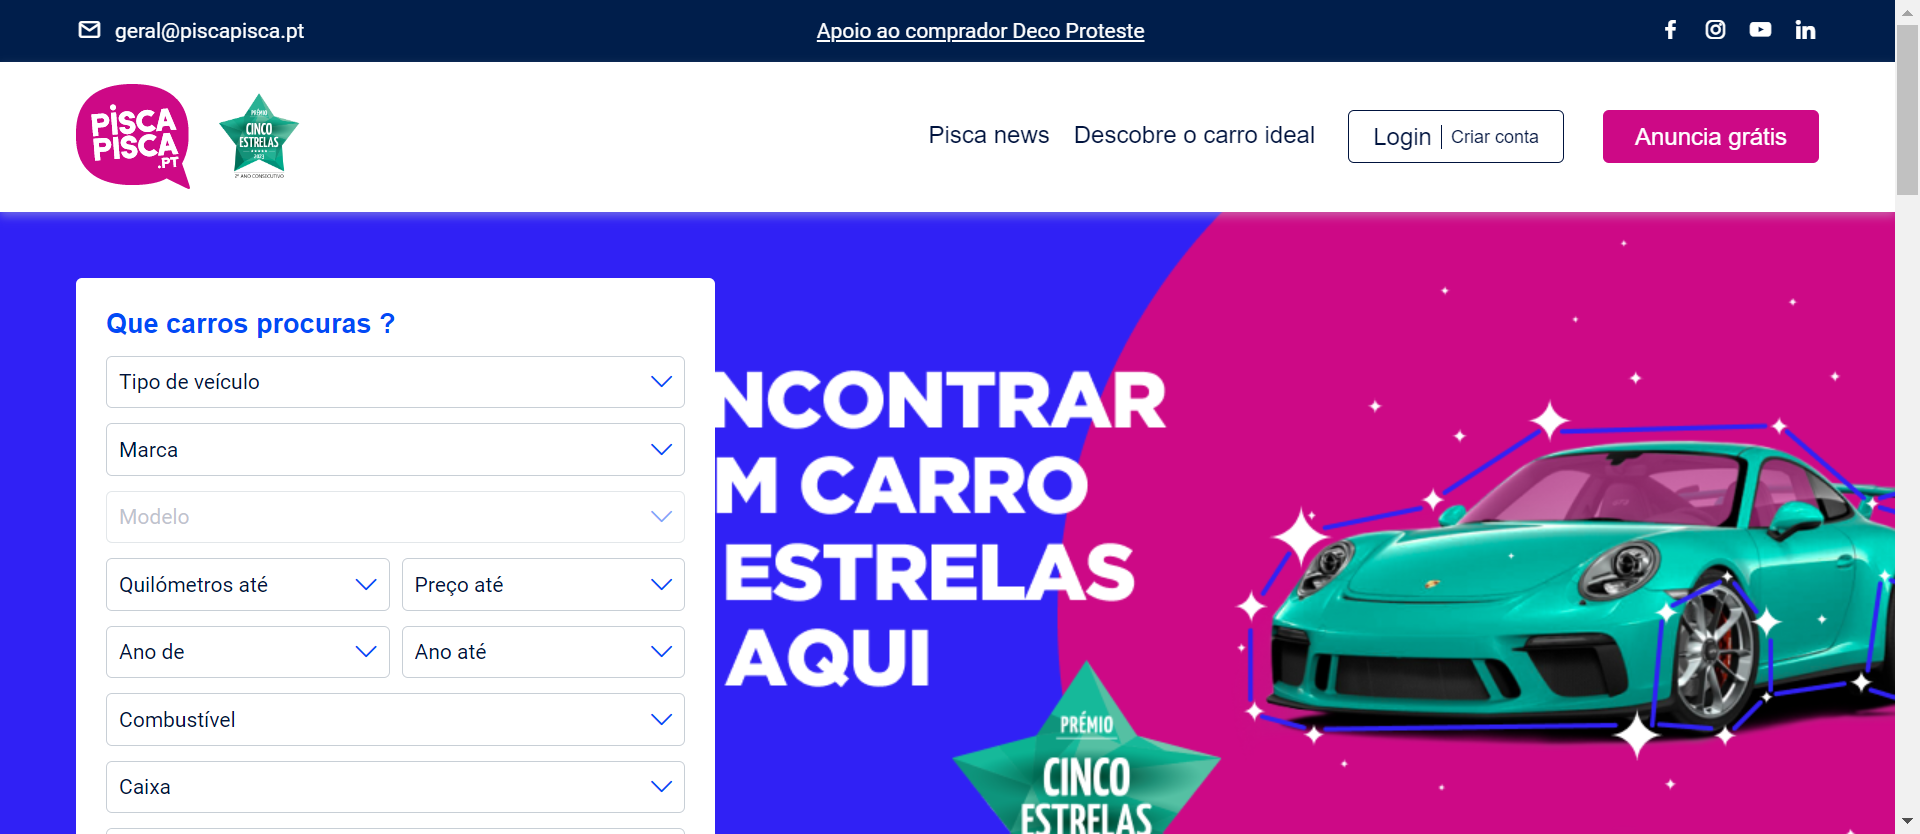 geral@piscapisca.pt
Apoio ao comprador Deco Proteste
PISCA
PISCA
.PT
PRÉMIO
CINCO
ESTRELAS
2023
2º ANO CONSECUTIVO
Pisca news
Descobre o carro ideal
Login
Criar conta
Anuncia grátis
Que carros procuras ?
Tipo de veículo
Marca
Modelo
Quilómetros até
Preço até
Ano de
Ano até
Combustível
Caixa
NCONTRAR
M CARRO
ESTRELAS
AQUI
PRÉMIO
CINCO
ESTRELAS